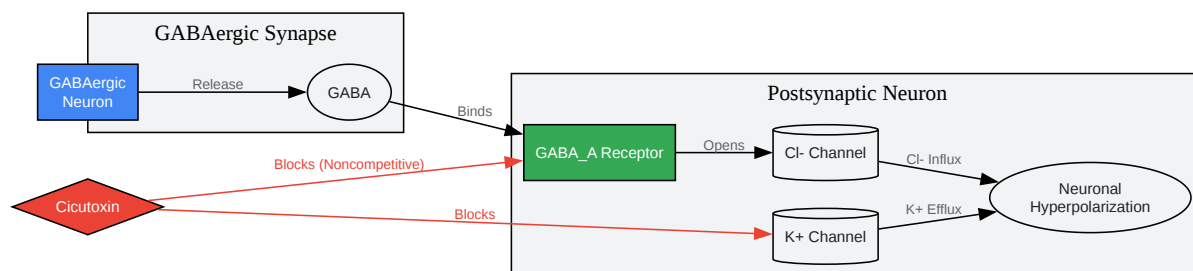 GABAergic Synapse
GABAergic
Neuron
Release
GABA
Postsynaptic Neuron
Binds
GABA_A Receptor
Opens
Cl- Channel
Cl- Influx
Blocks (Noncompetitive)
Cicutoxin
Blocks
K+ Channel
K+ Efflux
Neuronal
Hyperpolarization